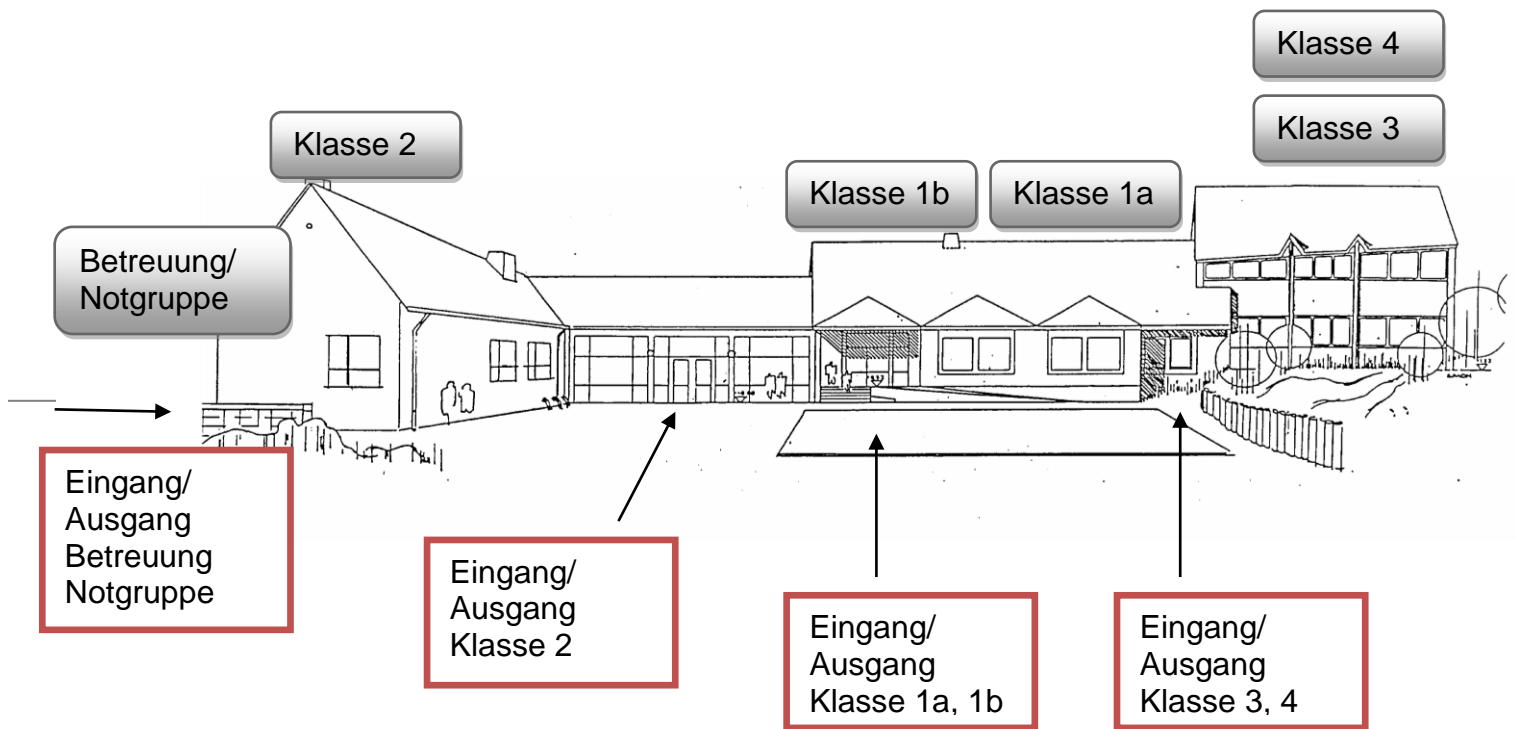 Klasse 4
Klasse 3
Klasse 2
Klasse 1b
Klasse 1a
Betreuung/
Notgruppe
Eingang/
Ausgang
Betreuung
Notgruppe
Eingang/
Ausgang
Klasse 2
Eingang/
Ausgang
Klasse 1a, 1b
Eingang/
Ausgang
Klasse 3, 4